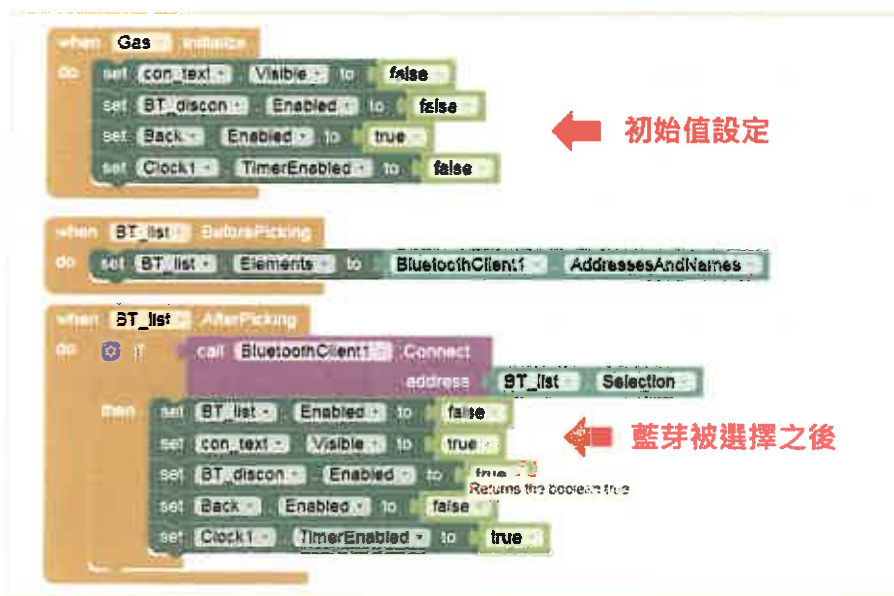 when Gas .Initialize
do set con_text . Visible to false
set BT_discon . Enabled to false
set Back . Enabled to true
set Clock1 . TimerEnabled to false
初始值設定
when BT_list .BeforePicking
do set BT_list . Elements to BluetoothClient1 . AddressesAndNames
when BT_list .AfterPicking
do if call BluetoothClient1 .Connect
address BT_list . Selection
then set BT_list . Enabled to false
set con_text . Visible to true
藍芽被選擇之後
set BT_discon . Enabled to true
Returns the boolean true
set Back . Enabled to false
set Clock1 . TimerEnabled to true